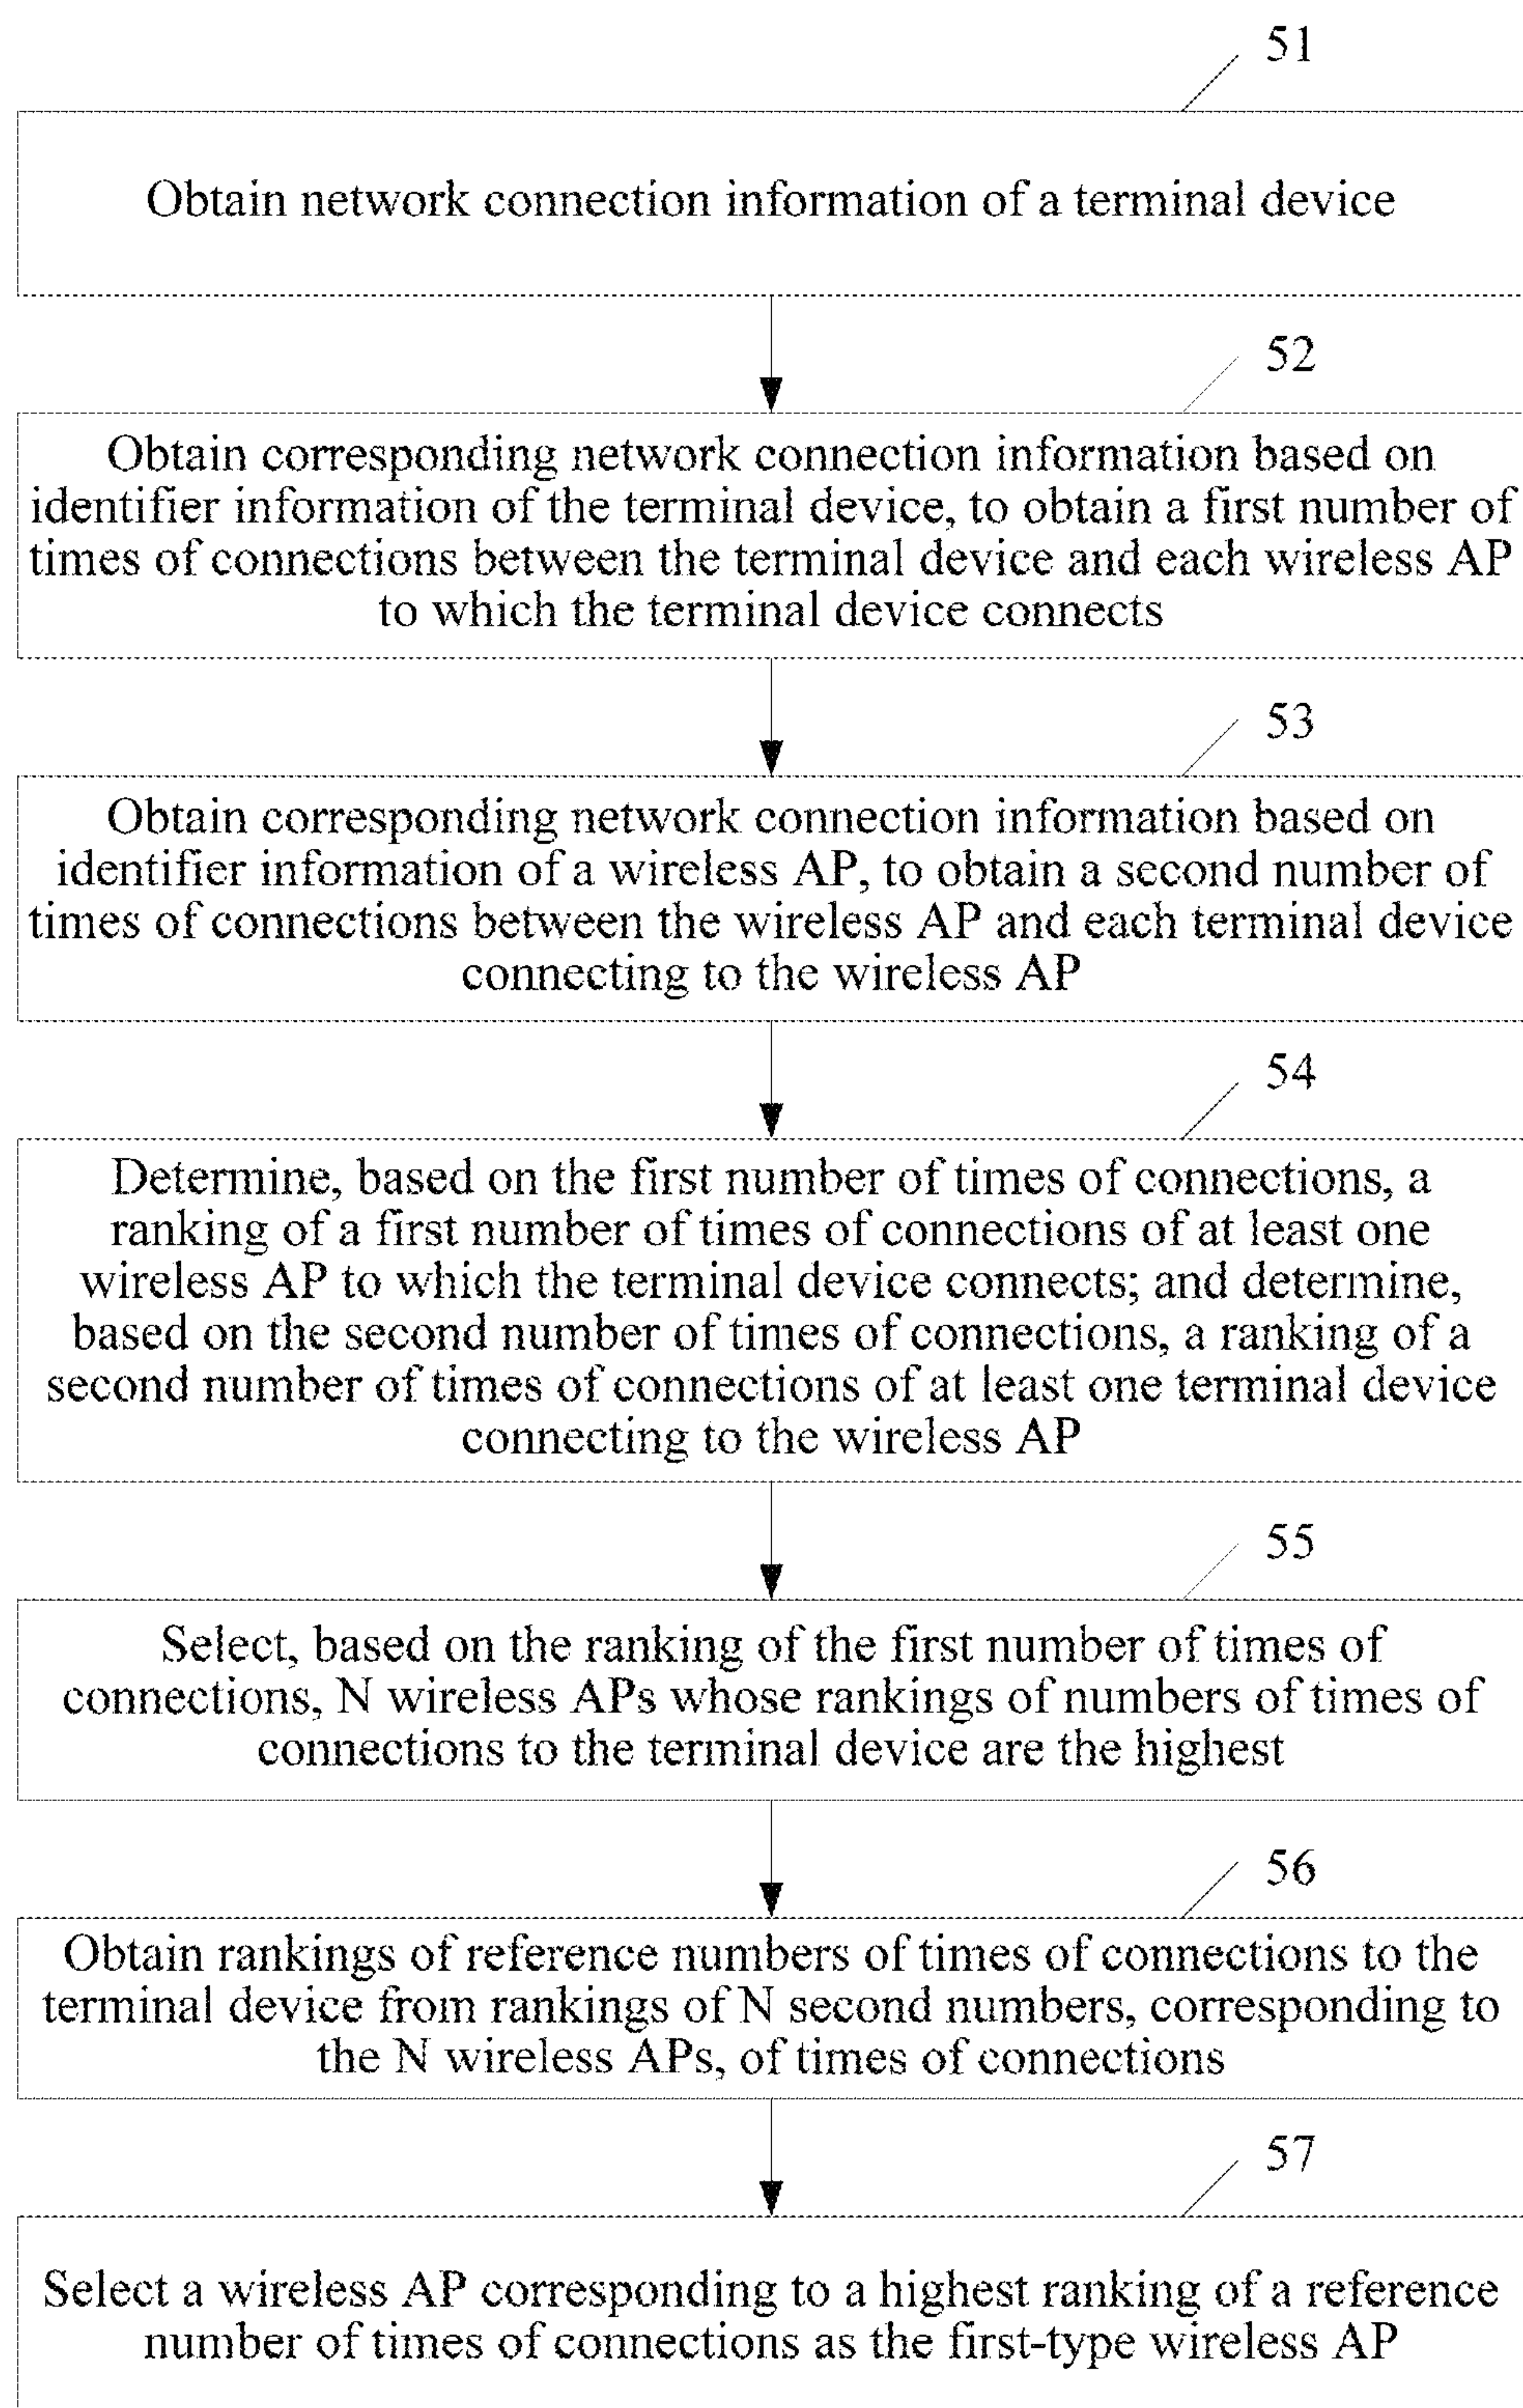 51
Obtain network connection information of a terminal device
52
Obtain corresponding network connection information based on
identifier information of the terminal device, to obtain a first number of
times of connections between the terminal device and each wireless AP
to which the terminal device connects
53
Obtain corresponding network connection information based on
identifier information of a wireless AP, to obtain a second number of
times of connections between the wireless AP and each terminal device
connecting to the wireless AP
54
Determine, based on the first number of times of connections, a
ranking of a first number of times of connections of at least one
wireless AP to which the terminal device connects; and determine,
based on the second number of times of connections, a ranking of a
second number of times of connections of at least one terminal device
connecting to the wireless AP
55
Select, based on the ranking of the first number of times of
connections, N wireless APs whose rankings of numbers of times of
connections to the terminal device are the highest
56
Obtain rankings of reference numbers of times of connections to the
terminal device from rankings of N second numbers, corresponding to
the N wireless APs, of times of connections
57
Select a wireless AP corresponding to a highest ranking of a reference
number of times of connections as the first-type wireless AP